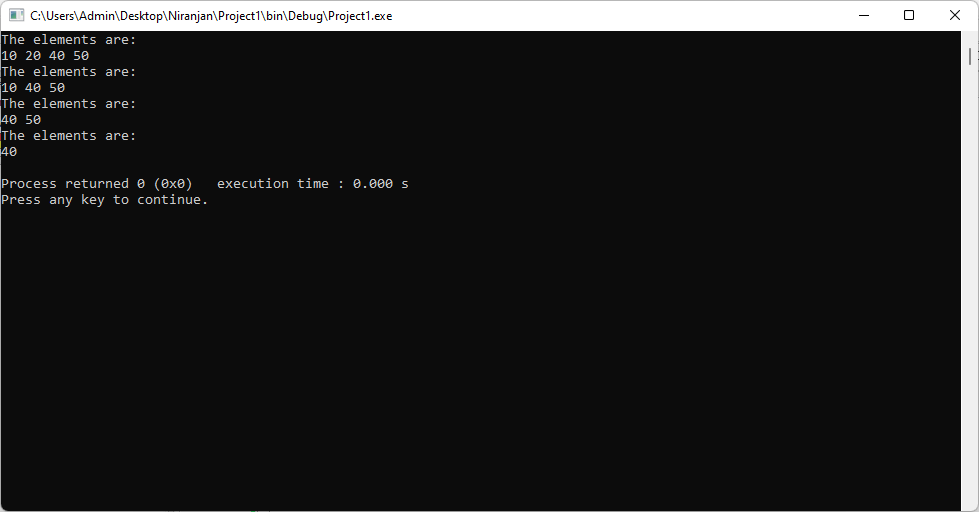 C:\Users\Admin\Desktop\Niranjan\Project1\bin\Debug\Project1.exe
The elements are:
10 20 40 50
The elements are:
10 40 50
The elements are:
40 50
The elements are:
40
Process returned 0 (0x0)   execution time : 0.000 s
Press any key to continue.